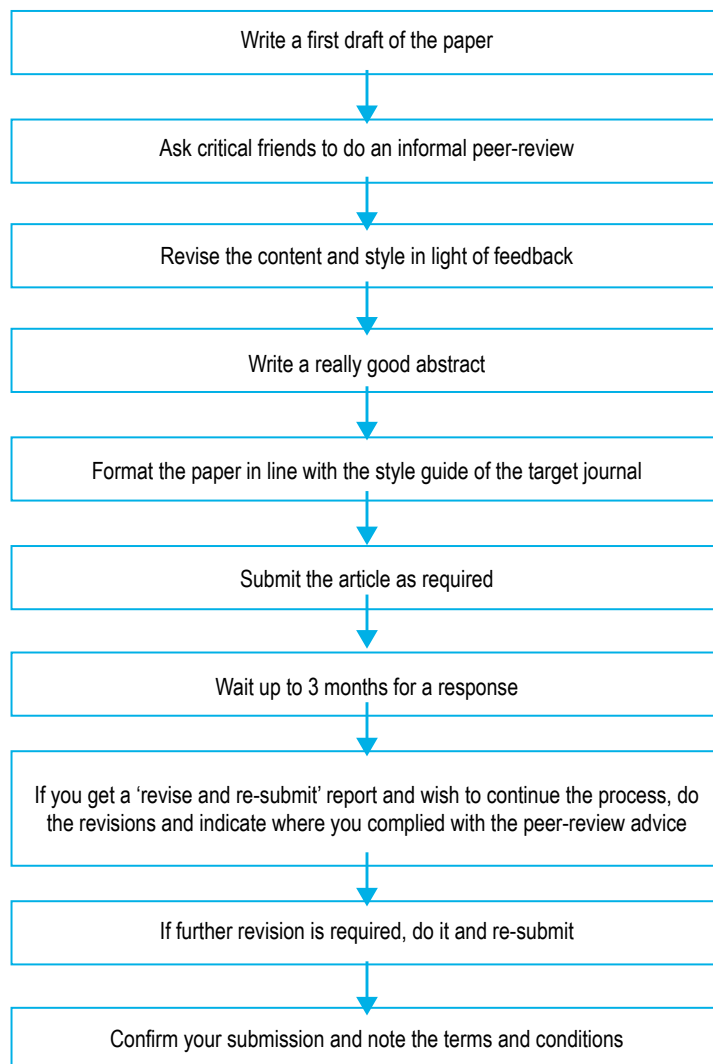 Write a first draft of the paper
Ask critical friends to do an informal peer-review
Revise the content and style in light of feedback
Write a really good abstract
Format the paper in line with the style guide of the target journal
Submit the article as required
Wait up to 3 months for a response
If you get a ‘revise and re-submit’ report and wish to continue the process, do
the revisions and indicate where you complied with the peer-review advice
If further revision is required, do it and re-submit
Confirm your submission and note the terms and conditions